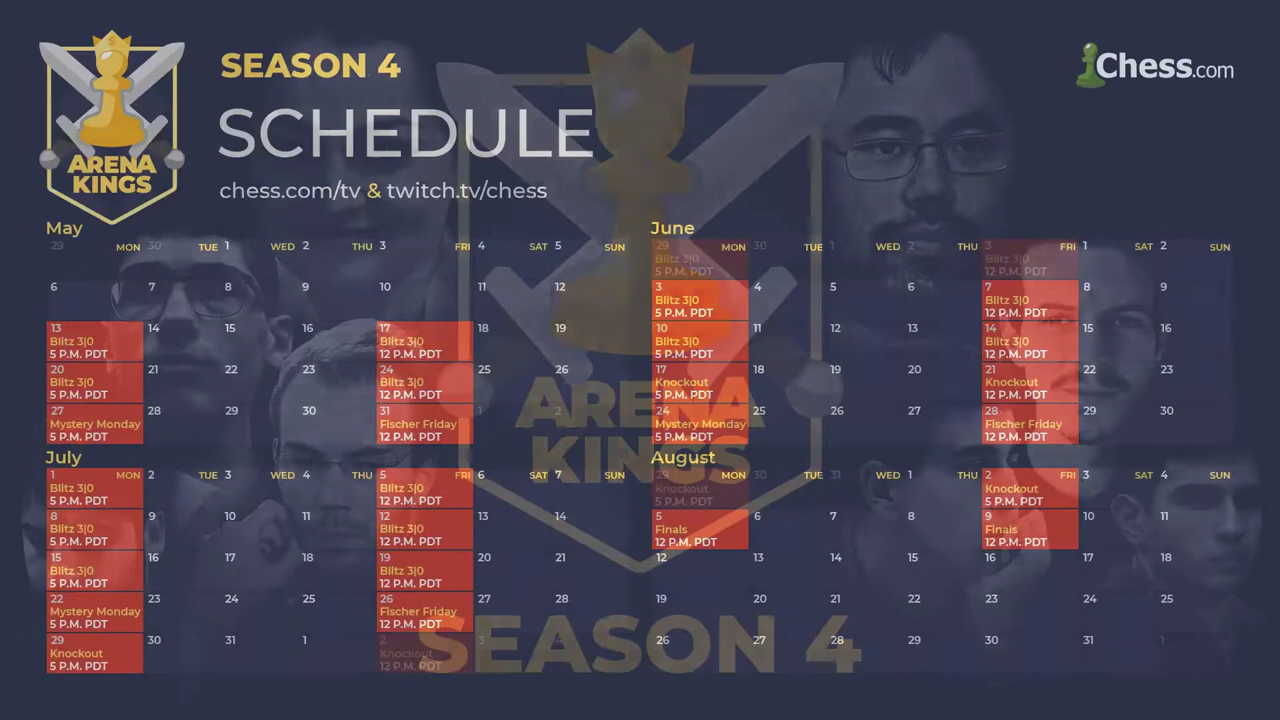 SEASON 4
SCHEDULE
chess.com/tv & twitch.tv/chess
ARENA
KINGS
Chess.com
May
29 MON 30 TUE 1 WED 2 THU 3 FRI 4 SAT 5 SUN
6 7 8 9 10 11 12
13 14 15 16 17 18 19
Blitz 3|0 Blitz 3|0
5 P.M. PDT 12 P.M. PDT
20 21 22 23 24 25 26
Blitz 3|0 Blitz 3|0
5 P.M. PDT 12 P.M. PDT
27 28 29 30 31 1 2
Mystery Monday Fischer Friday
5 P.M. PDT 12 P.M. PDT
June
29 MON 30 TUE 1 WED 2 THU 3 FRI 1 SAT 2 SUN
Blitz 3|0 Blitz 3|0
5 P.M. PDT 12 P.M. PDT
3 4 5 6 7 8 9
Blitz 3|0 Blitz 3|0
5 P.M. PDT 12 P.M. PDT
10 11 12 13 14 15 16
Blitz 3|0 Blitz 3|0
5 P.M. PDT 12 P.M. PDT
17 18 19 20 21 22 23
Knockout Knockout
5 P.M. PDT 12 P.M. PDT
24 25 26 27 28 29 30
Mystery Monday Fischer Friday
5 P.M. PDT 12 P.M. PDT
July
1 MON 2 TUE 3 WED 4 THU 5 FRI 6 SAT 7 SUN
Blitz 3|0 Blitz 3|0
5 P.M. PDT 12 P.M. PDT
8 9 10 11 12 13 14
Blitz 3|0 Blitz 3|0
5 P.M. PDT 12 P.M. PDT
15 16 17 18 19 20 21
Blitz 3|0 Blitz 3|0
5 P.M. PDT 12 P.M. PDT
22 23 24 25 26 27 28
Mystery Monday Fischer Friday
5 P.M. PDT 12 P.M. PDT
29 30 31 1 2 3
Knockout Knockout
5 P.M. PDT 12 P.M. PDT
August
29 MON 30 TUE 31 WED 1 THU 2 FRI 3 SAT 4 SUN
Knockout Knockout
5 P.M. PDT 5 P.M. PDT
5 6 7 8 9 10 11
Finals Finals
12 P.M. PDT 12 P.M. PDT
12 13 14 15 16 17 18
19 20 21 22 23 24 25
26 27 28 29 30 31 1
ARENA
KINGS
SEASON 4